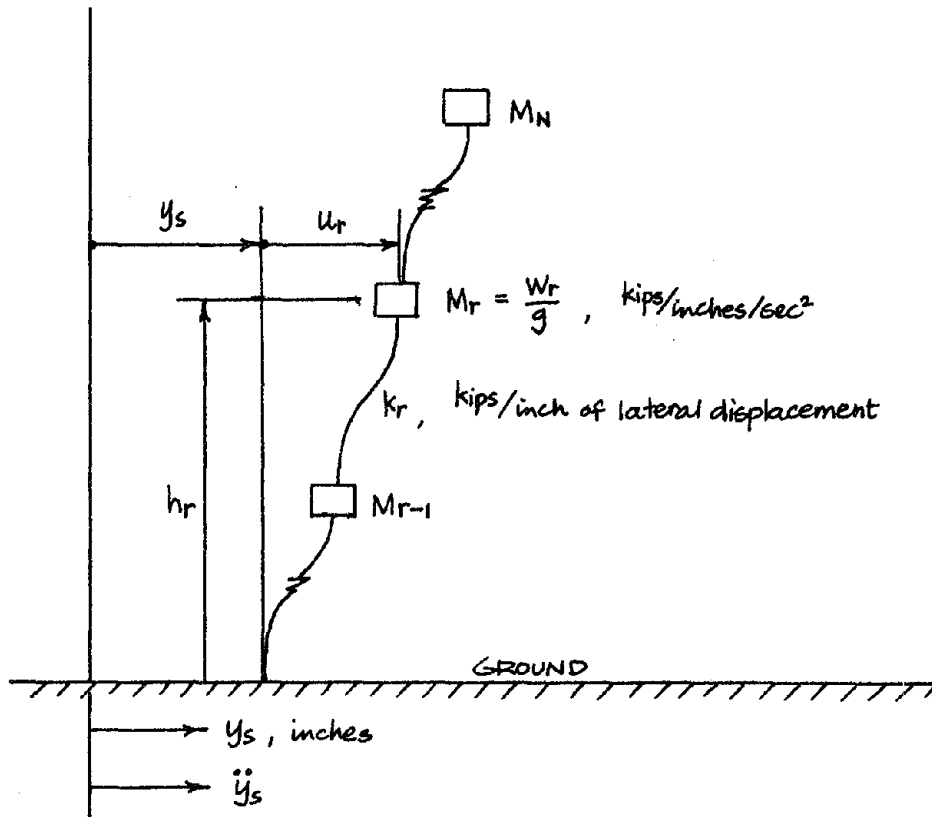 M_N
y_s
u_r
M_r = W_r/g , kips/inches/sec²
k_r, kips/inch of lateral displacement
h_r
M_r-1
GROUND
y_s, inches
ÿ_s